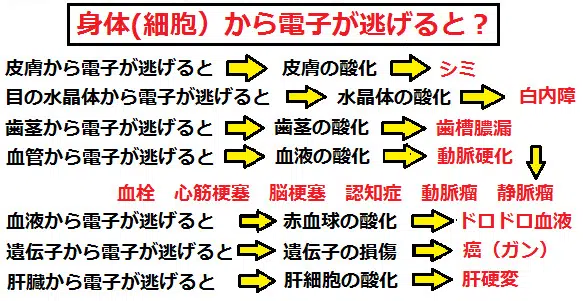 身体(細胞）から電子が逃げると？
皮膚から電子が逃げると 皮膚の酸化 シミ
目の水晶体から電子が逃げると 水晶体の酸化 白内障
歯茎から電子が逃げると 歯茎の酸化 歯槽膿漏
血管から電子が逃げると 血液の酸化 動脈硬化
血栓 心筋梗塞 脳梗塞 認知症 動脈瘤 静脈瘤
血液から電子が逃げると 赤血球の酸化 ドロドロ血液
遺伝子から電子が逃げると 遺伝子の損傷 癌（ガン）
肝臓から電子が逃げると 肝細胞の酸化 肝硬変